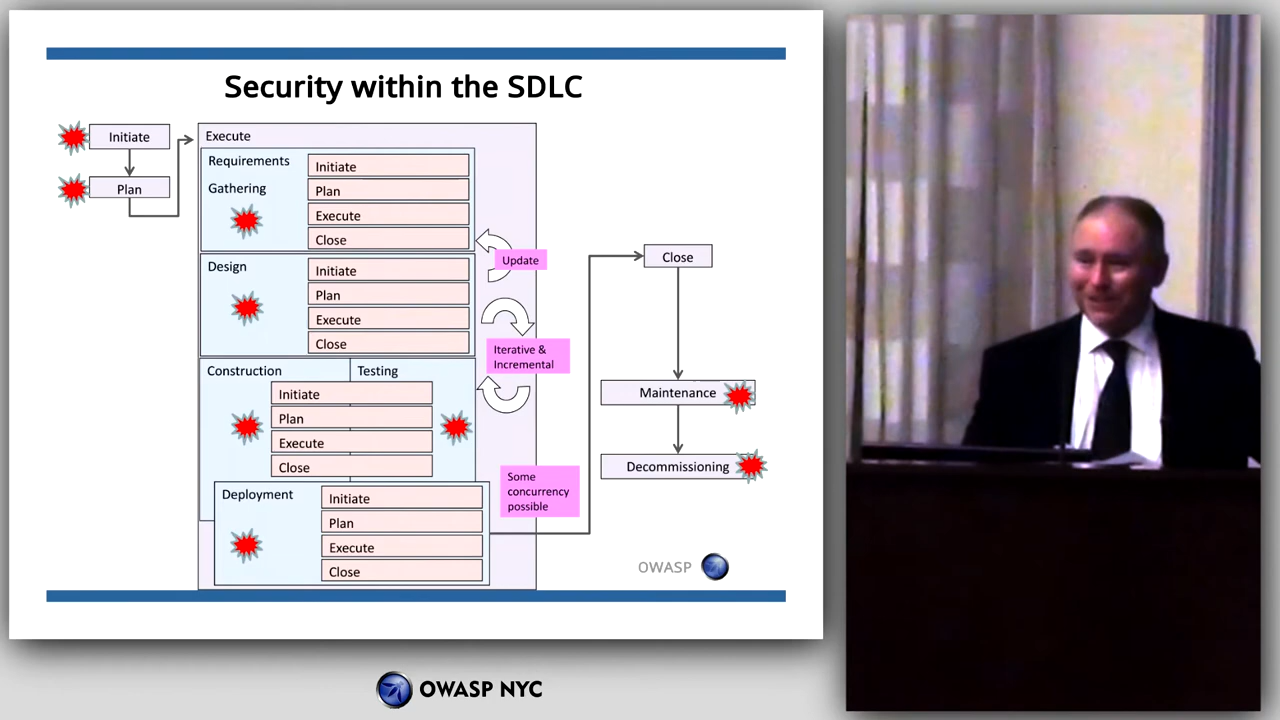 Security within the SDLC
Initiate
Plan
Execute
Requirements
Gathering
Initiate
Plan
Execute
Close
Update
Design
Initiate
Plan
Execute
Close
Iterative &
Incremental
Construction
Testing
Initiate
Plan
Execute
Close
Some
concurrency
possible
Deployment
Initiate
Plan
Execute
Close
Close
Maintenance
Decommissioning
OWASP
OWASP NYC